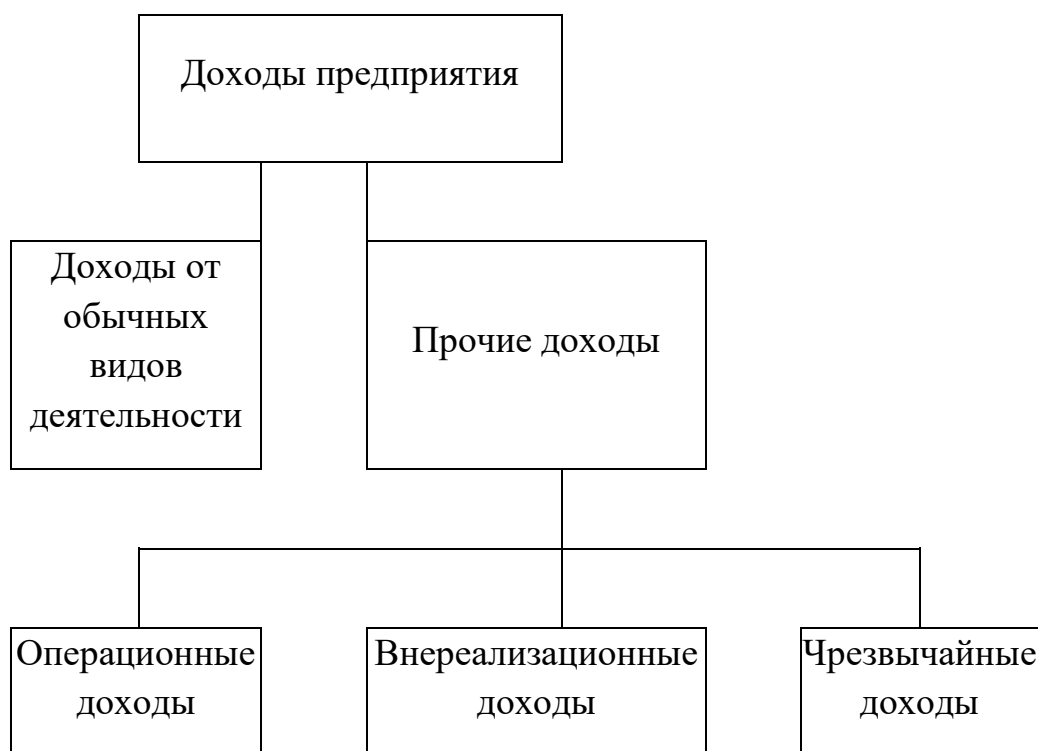 Доходы предприятия
Доходы от
обычных
видов
деятельности
Прочие доходы
Операционные
доходы
Внереализационные
доходы
Чрезвычайные
доходы